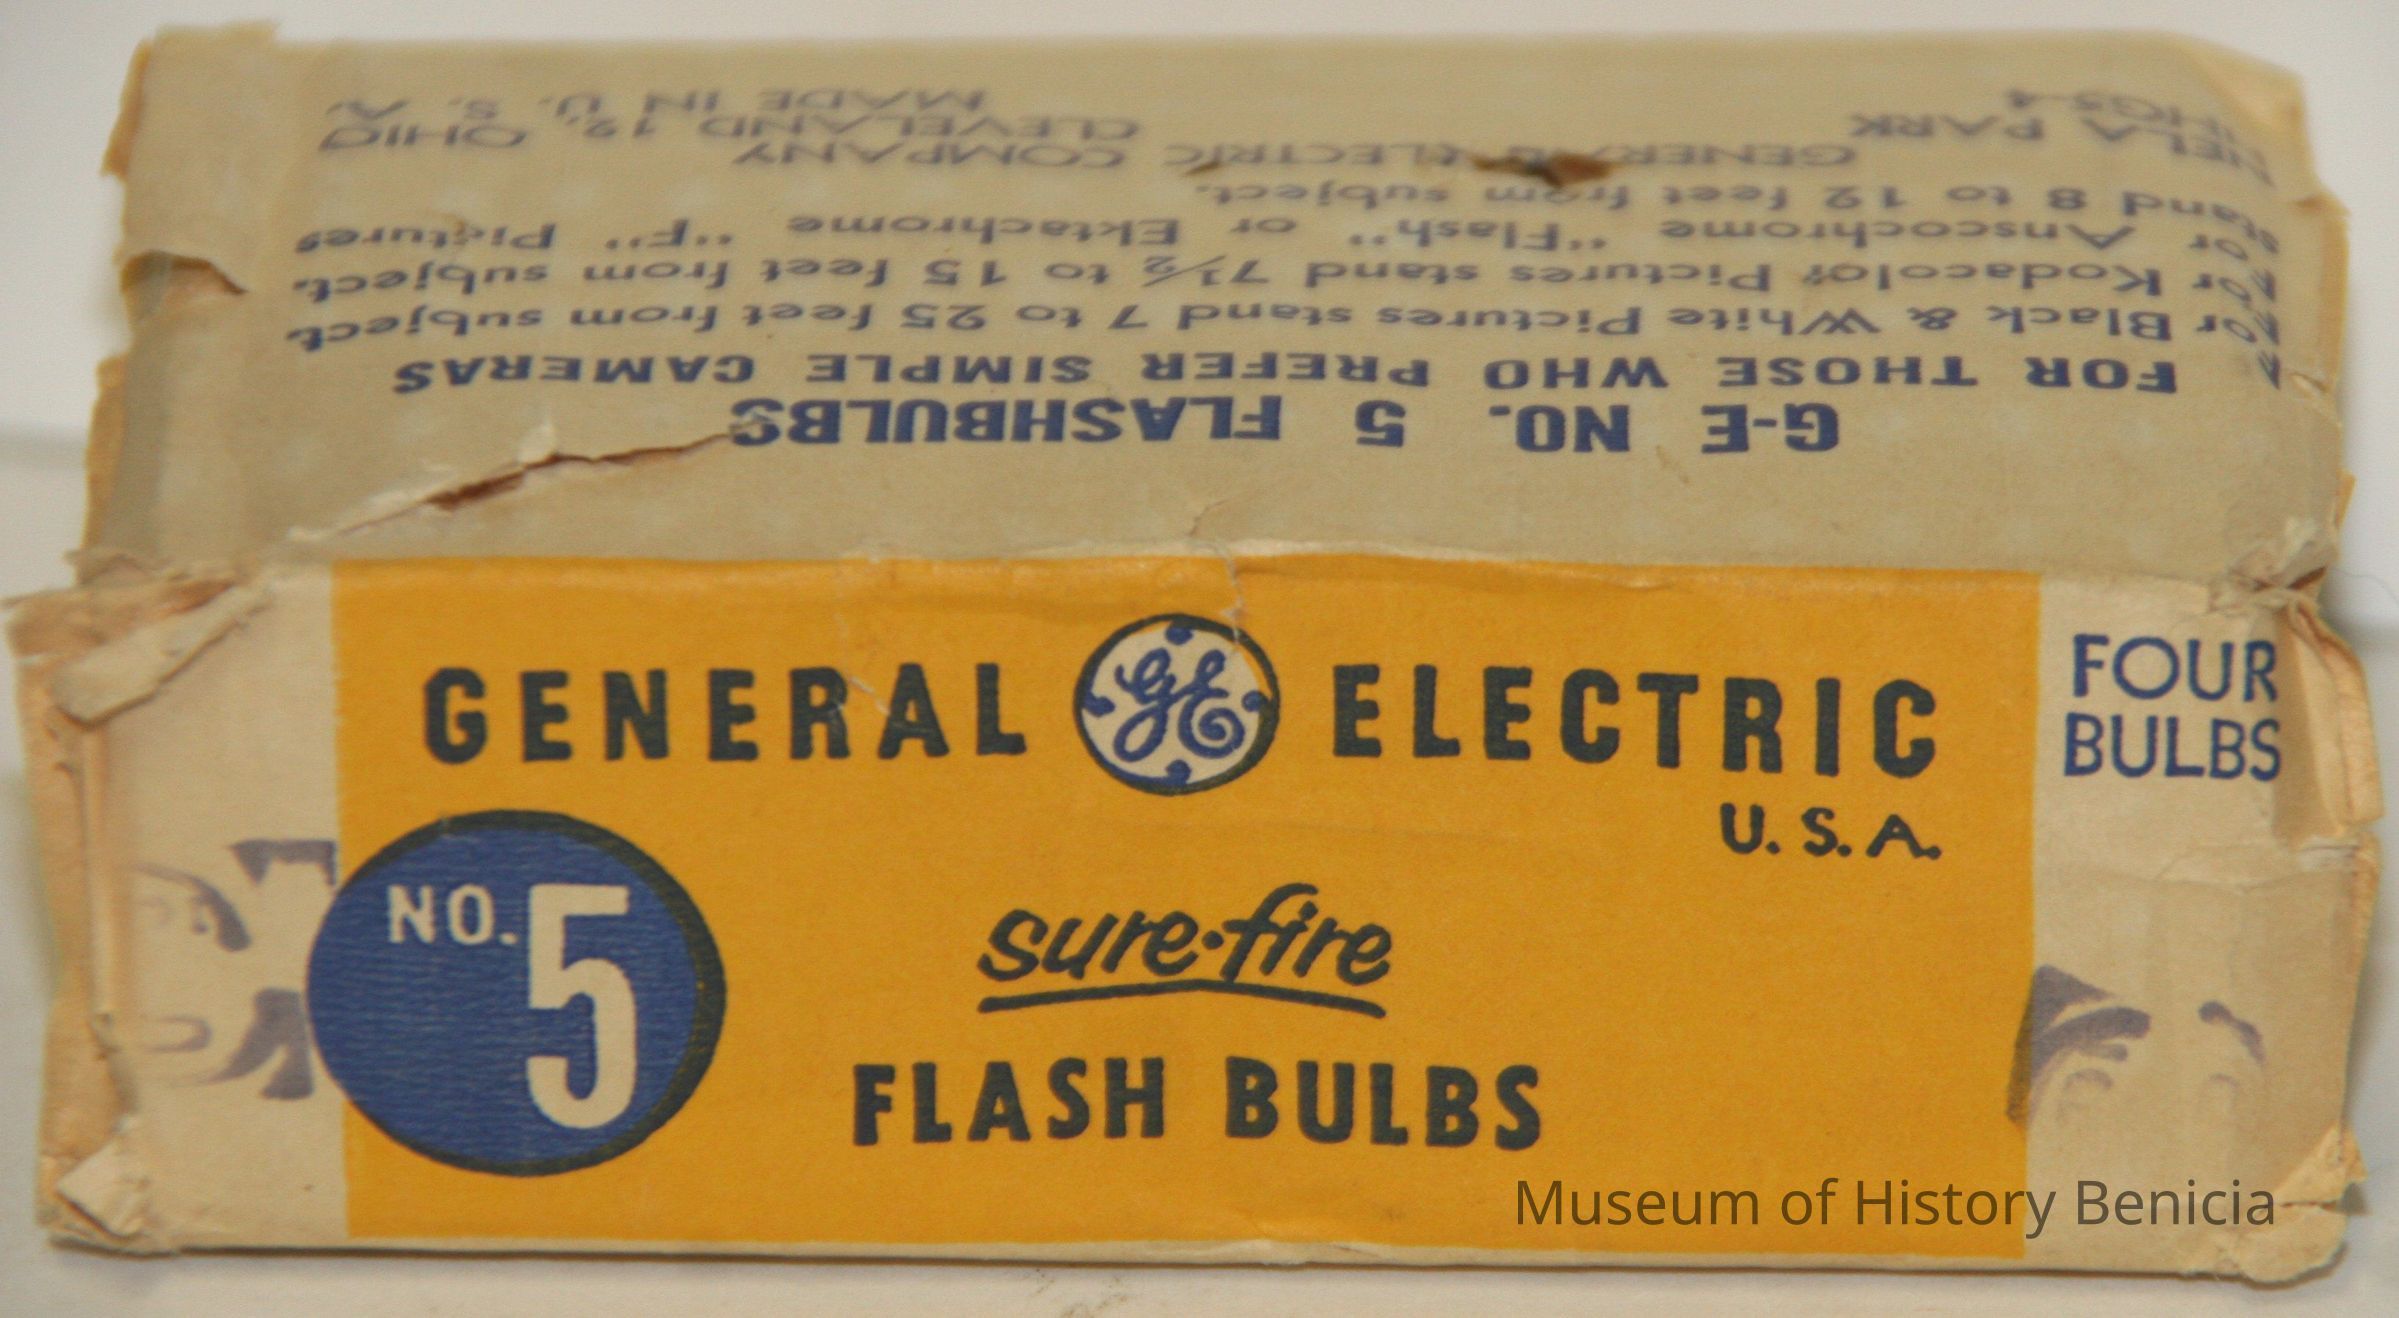 G-E NO. 5 FLASHBULBS
FOR THOSE WHO PREFER SIMPLE CAMERAS
For Black & White Pictures stand 7 to 25 feet from subject.
For Kodacolor Pictures stand 7½ to 15 feet from subject.
For Anscochrome "Flash" or Ektachrome "F" Pictures
stand 8 to 12 feet from subject.
GENERAL ELECTRIC COMPANY
NELA PARK CLEVELAND 12, OHIO
MADE IN U. S. A.
GENERAL GE ELECTRIC
U.S.A.
FOUR
BULBS
NO. 5
sure-fire
FLASH BULBS
Museum of History Benicia